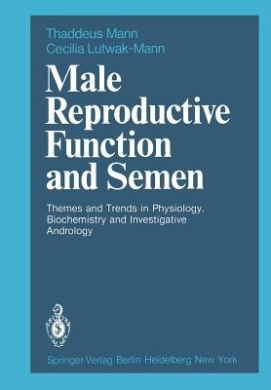 Thaddeus Mann
Cecilia Lutwak-Mann
Male
Reproductive
Function
and Semen
Themes and Trends in Physiology.
Biochemistry and Investigative
Andrology
Springer-Verlag Berlin Heidelberg New York